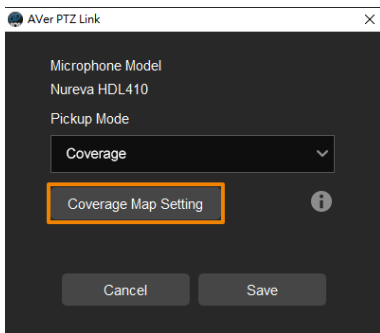 AVer PTZ Link
Microphone Model
Nureva HDL410
Pickup Mode
Coverage
Coverage Map Setting
Cancel Save